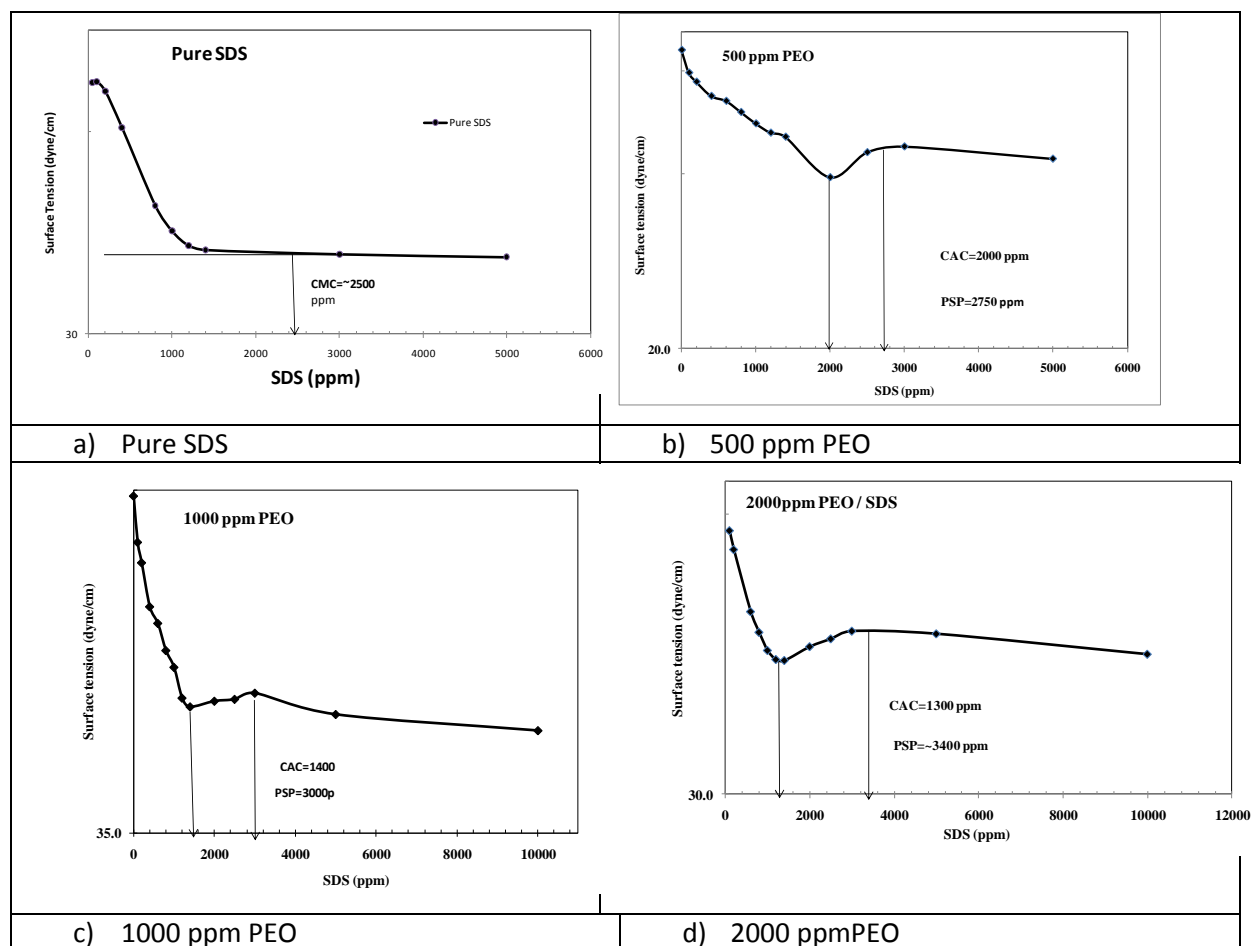 Pure SDS
Surface Tension (dyne/cm)
Pure SDS
CMC=~2500
ppm
30
0 1000 2000 3000 4000 5000 6000
SDS (ppm)
500 ppm PEO
Surface tension (dyne/cm)
CAC=2000 ppm
PSP=2750 ppm
20.0
0 1000 2000 3000 4000 5000 6000
SDS (ppm)
a) Pure SDS
b) 500 ppm PEO
1000 ppm PEO
Surface tension (dyne/cm)
CAC=1400
PSP=3000p
35.0
0 2000 4000 6000 8000 10000
SDS (ppm)
2000ppm PEO / SDS
Surface tension (dyne/cm)
CAC=1300 ppm
PSP=~3400 ppm
30.0
0 2000 4000 6000 8000 10000 12000
SDS (ppm)
c) 1000 ppm PEO
d) 2000 ppmPEO